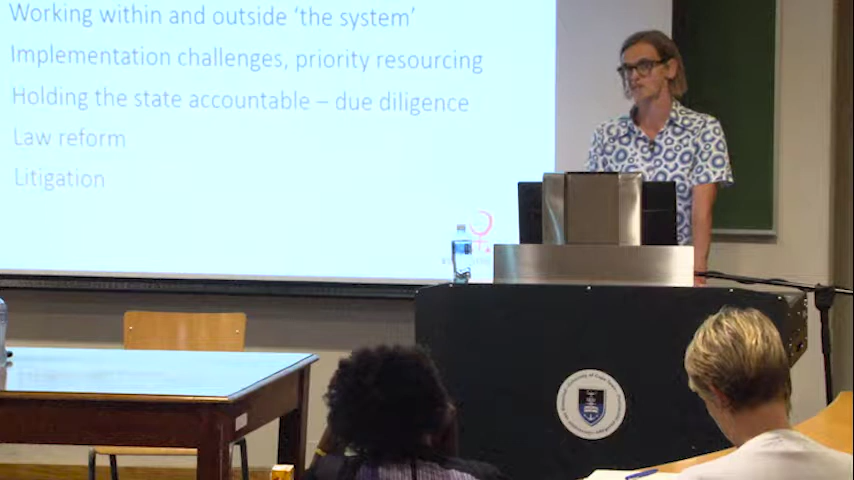 Working within and outside ‘the system’
Implementation challenges, priority resourcing
Holding the state accountable – due diligence
Law reform
Litigation